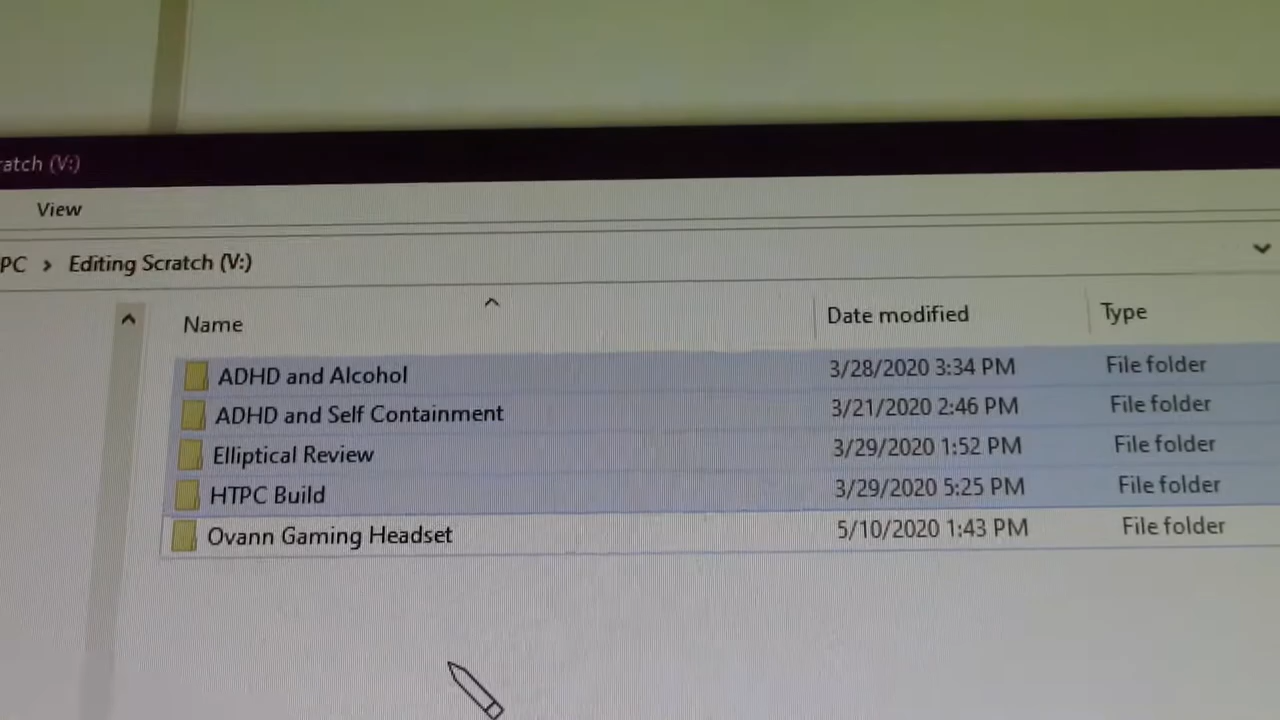 ratch (V:)
View
PC > Editing Scratch (V:)
Name Date modified Type
ADHD and Alcohol 3/28/2020 3:34 PM File folder
ADHD and Self Containment 3/21/2020 2:46 PM File folder
Elliptical Review 3/29/2020 1:52 PM File folder
HTPC Build 3/29/2020 5:25 PM File folder
Ovann Gaming Headset 5/10/2020 1:43 PM File folder